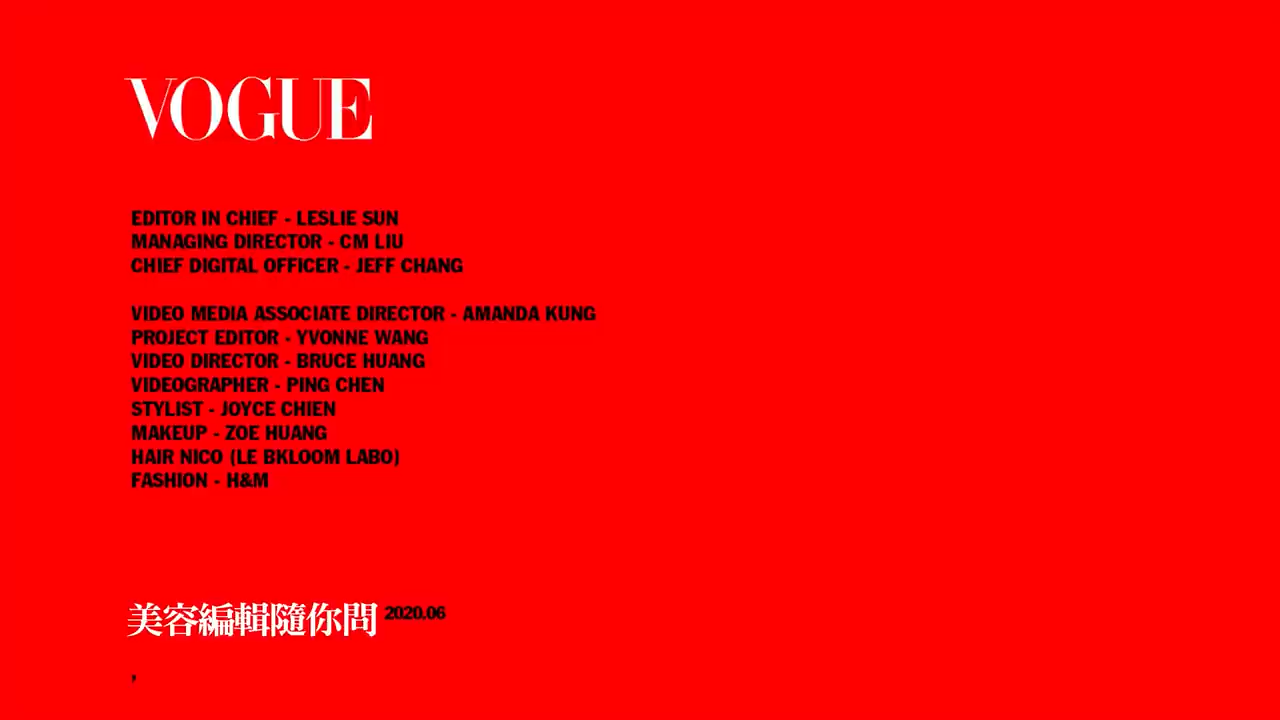 VOGUE
EDITOR IN CHIEF - LESLIE SUN
MANAGING DIRECTOR - CM LIU
CHIEF DIGITAL OFFICER - JEFF CHANG
VIDEO MEDIA ASSOCIATE DIRECTOR - AMANDA KUNG
PROJECT EDITOR - YVONNE WANG
VIDEO DIRECTOR - BRUCE HUANG
VIDEOGRAPHER - PING CHEN
STYLIST - JOYCE CHIEN
MAKEUP - ZOE HUANG
HAIR NICO (LE BKLOOM LABO)
FASHION - H&M
美容編輯隨你問 2020.06
,